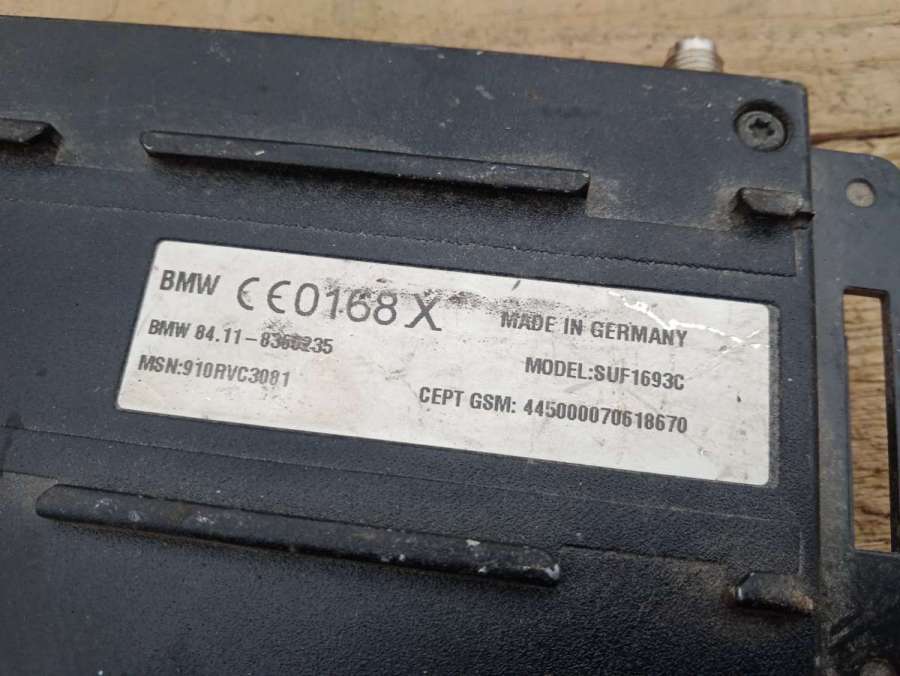 BMW CE0168 X MADE IN GERMANY
BMW 84.11-8360235 MODEL:SUF1693C
MSN:910RVC3081 CEPT GSM: 445000070618670